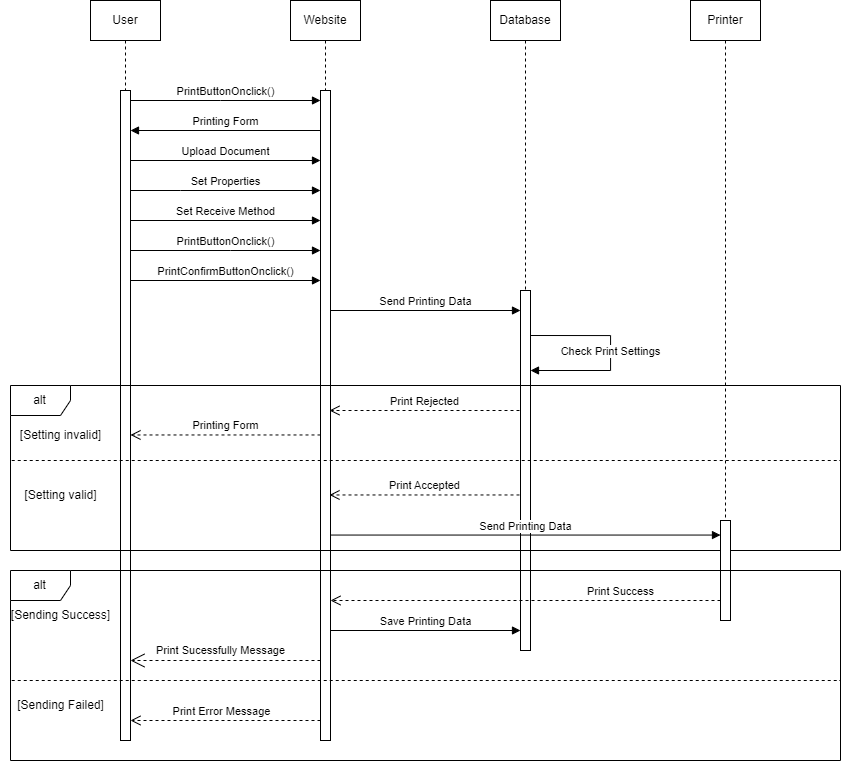 User
Website
Database
Printer
PrintButtonOnclick()
Printing Form
Upload Document
Set Properties
Set Receive Method
PrintButtonOnclick()
PrintConfirmButtonOnclick()
Send Printing Data
Check Print Settings
alt
Print Rejected
[Setting invalid]
Printing Form
[Setting valid]
Print Accepted
Send Printing Data
alt
Print Success
[Sending Success]
Save Printing Data
Print Sucessfully Message
[Sending Failed]
Print Error Message